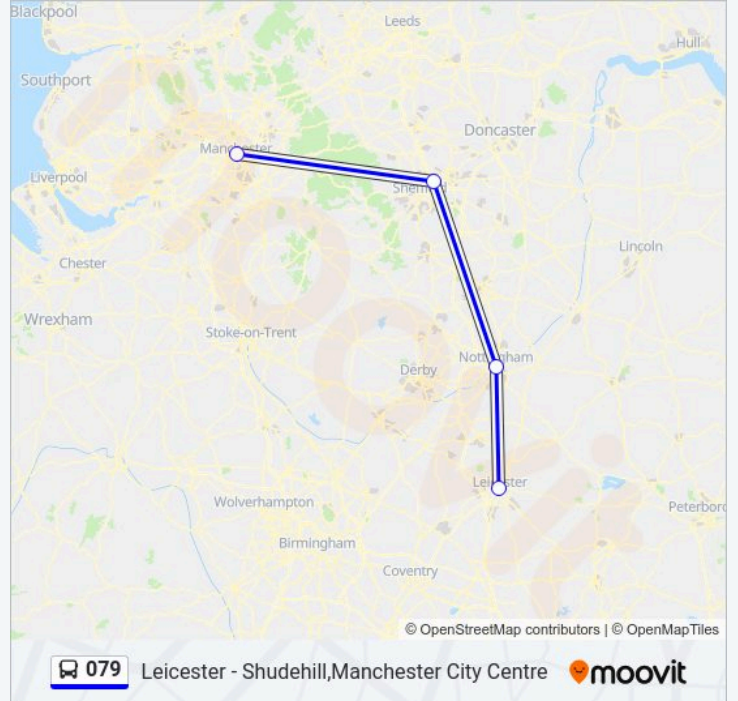 Blackpool
Leeds
Hull
Southport
Doncaster
Manchester
Liverpool
Sheffield
Lincoln
Chester
Wrexham
Stoke-on-Trent
Nottingham
Derby
Leicester
Wolverhampton
Peterboro
Birmingham
Coventry
© OpenStreetMap contributors | © OpenMapTiles
079 Leicester - Shudehill,Manchester City Centre moovit